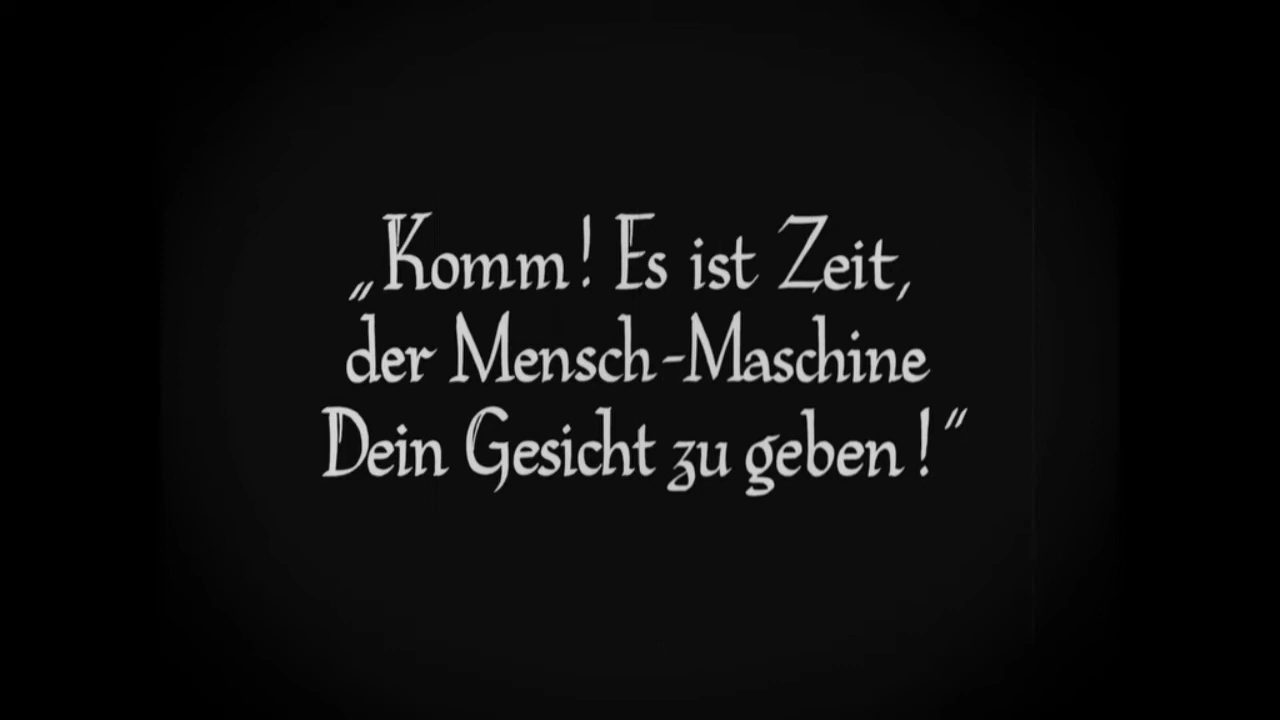 „Komm! Es ist Zeit,
der Mensch-Maschine
Dein Gesicht zu geben!“